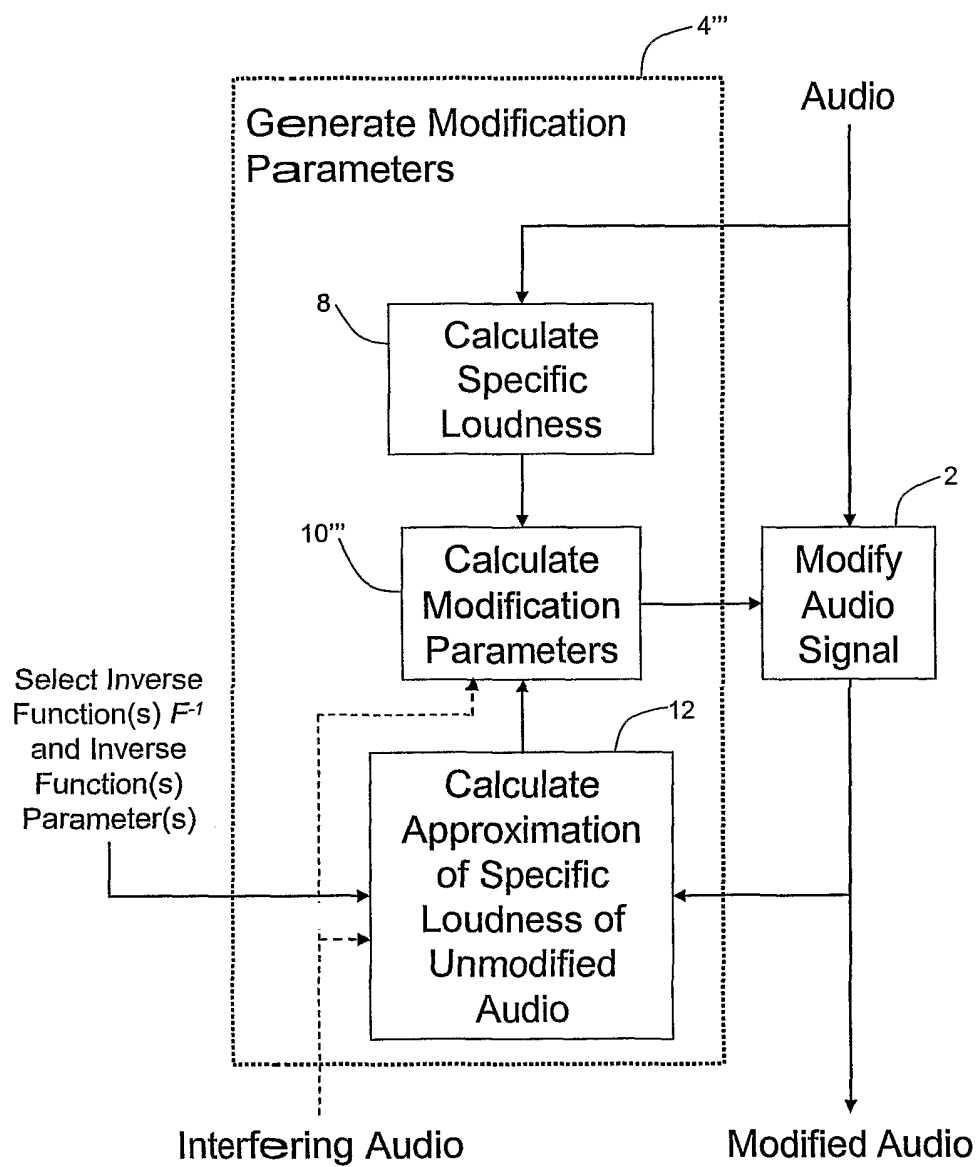 4'''
Audio
Generate Modification
Parameters
8
Calculate
Specific
Loudness
2
10'''
Calculate
Modification
Parameters
Modify
Audio
Signal
Select Inverse
Function(s) F-1
and Inverse
Function(s)
Parameter(s)
12
Calculate
Approximation
of Specific
Loudness of
Unmodified
Audio
Interfering Audio
Modified Audio